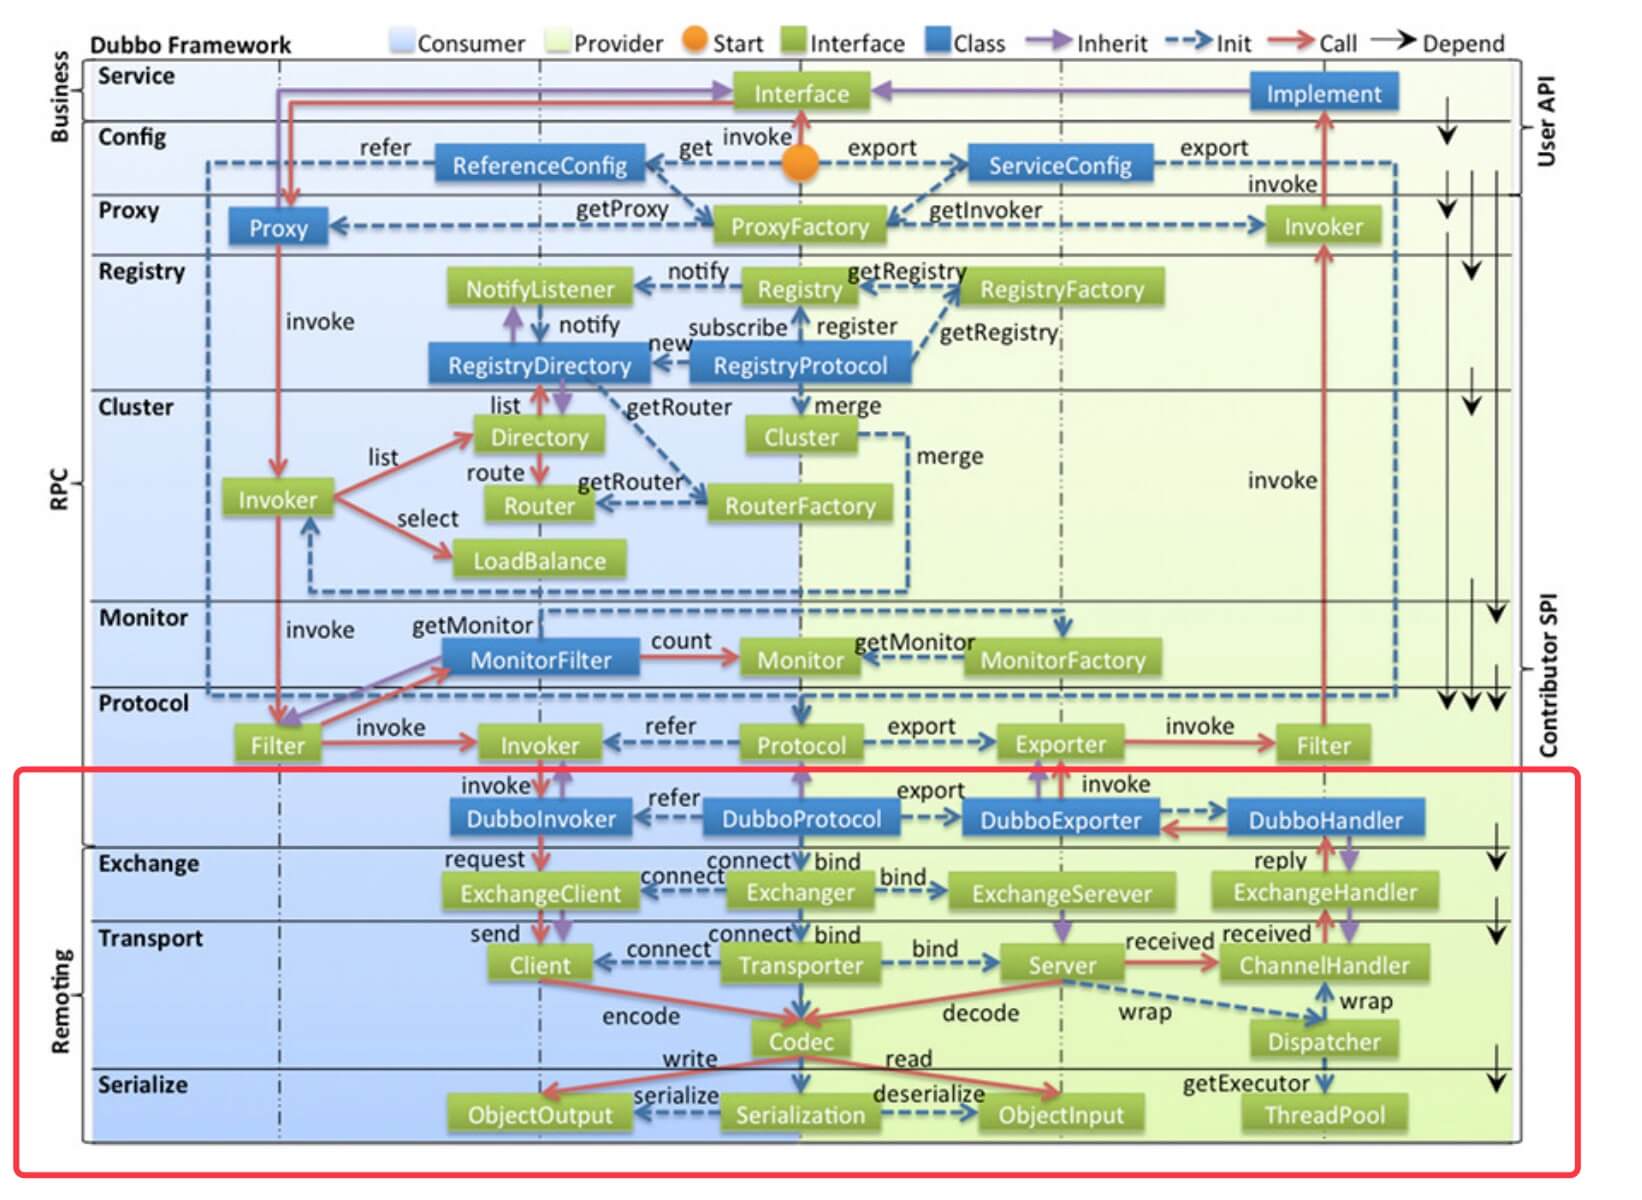 Dubbo Framework Consumer Provider Start Interface Class Inherit Init Call Depend
Business
Service
Interface
Implement
User API
Config
invoke
refer
ReferenceConfig
get
export
ServiceConfig
export
invoke
Proxy
Proxy
getProxy
ProxyFactory
getInvoker
Invoker
Registry
NotifyListener
notify
Registry
getRegistry
RegistryFactory
invoke
notify
subscribe
register
getRegistry
RegistryDirectory
new
RegistryProtocol
RPC
Cluster
list
getRouter
merge
Directory
Cluster
list
merge
route
getRouter
invoke
Invoker
Router
RouterFactory
select
LoadBalance
Contributor SPI
Monitor
invoke
getMonitor
MonitorFilter
count
Monitor
getMonitor
MonitorFactory
Protocol
Filter
invoke
Invoker
refer
Protocol
export
Exporter
invoke
Filter
invoke
refer
export
invoke
DubboInvoker
DubboProtocol
DubboExporter
DubboHandler
Remoting
Exchange
request
connect
bind
reply
ExchangeClient
connect
Exchanger
bind
ExchangeSerever
ExchangeHandler
Transport
send
connect
bind
received
received
Client
connect
Transporter
bind
Server
ChannelHandler
encode
decode
wrap
wrap
Codec
Dispatcher
write
read
Serialize
serialize
deserialize
getExecutor
ObjectOutput
Serialization
ObjectInput
ThreadPool